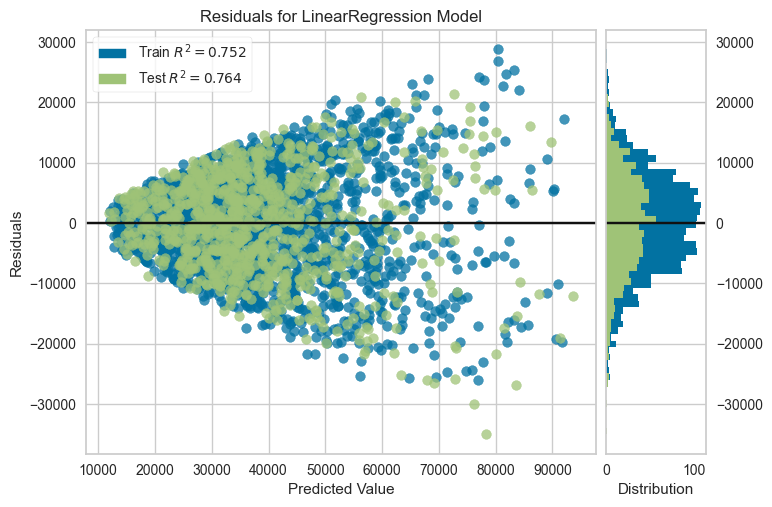 Residuals for LinearRegression Model
Train R² = 0.752
Test R² = 0.764
30000
20000
10000
0
−10000
−20000
−30000
Residuals
10000 20000 30000 40000 50000 60000 70000 80000 90000
Predicted Value
30000
20000
10000
0
−10000
−20000
−30000
0 100
Distribution